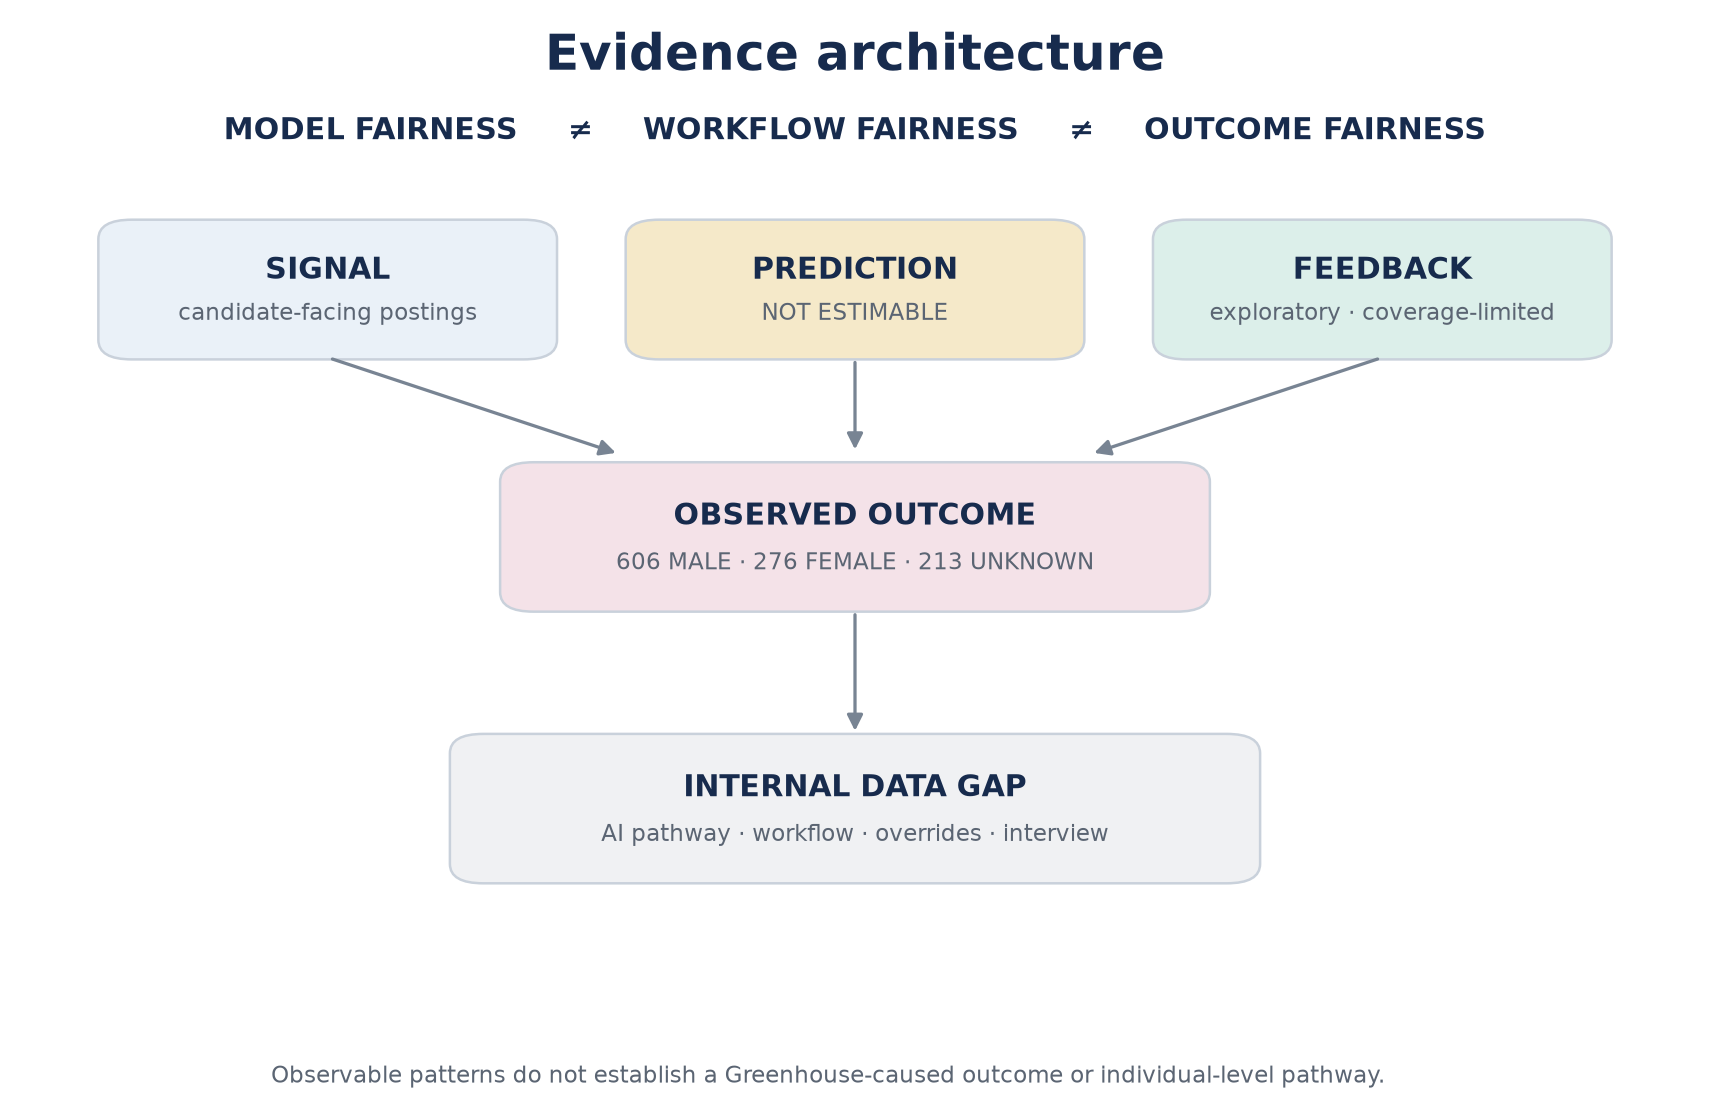 Evidence architecture
MODEL FAIRNESS ≠ WORKFLOW FAIRNESS ≠ OUTCOME FAIRNESS
SIGNAL
candidate-facing postings
PREDICTION
NOT ESTIMABLE
FEEDBACK
exploratory · coverage-limited
OBSERVED OUTCOME
606 MALE · 276 FEMALE · 213 UNKNOWN
INTERNAL DATA GAP
AI pathway · workflow · overrides · interview
Observable patterns do not establish a Greenhouse-caused outcome or individual-level pathway.